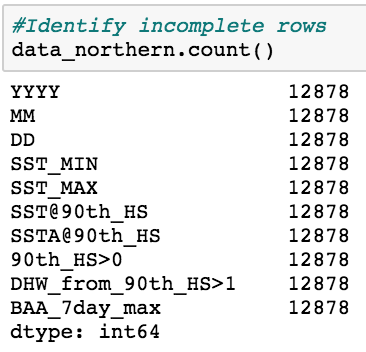 #Identify incomplete rows
data_northern.count()
YYYY 12878
MM 12878
DD 12878
SST_MIN 12878
SST_MAX 12878
SST@90th_HS 12878
SSTA@90th_HS 12878
90th_HS>0 12878
DHW_from_90th_HS>1 12878
BAA_7day_max 12878
dtype: int64